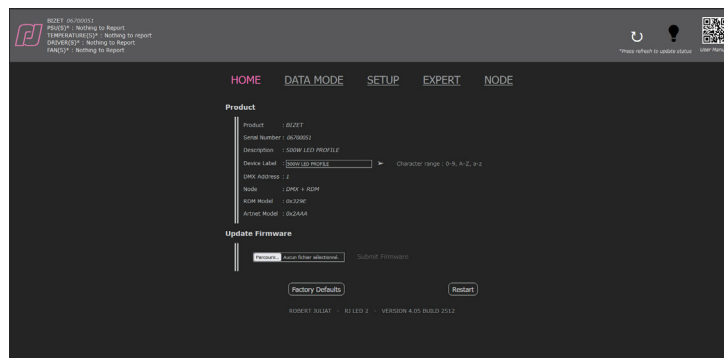 BIZET 06700051
PSU(S)* : Nothing to Report
TEMPERATURE(S)* : Nothing to report
DRIVER(S)* : Nothing to Report
FAN(S)* : Nothing to Report
*Press refresh to update status
User Manu
HOME DATA MODE SETUP EXPERT NODE
Product
Product : BIZET
Serial Number : 06700051
Description : 500W LED PROFILE
Device Label : 500W LED PROFILE ➤ Character range : 0-9, A-Z, a-z
DMX Address : 1
Node : DMX + RDM
RDM Model : 0x329E
Artnet Model : 0x2AAA
Update Firmware
Parcourir... Aucun fichier sélectionné. Submit Firmware
Factory Defaults Restart
ROBERT JULIAT - RJ LED 2 - VERSION 4.05 BUILD 2512